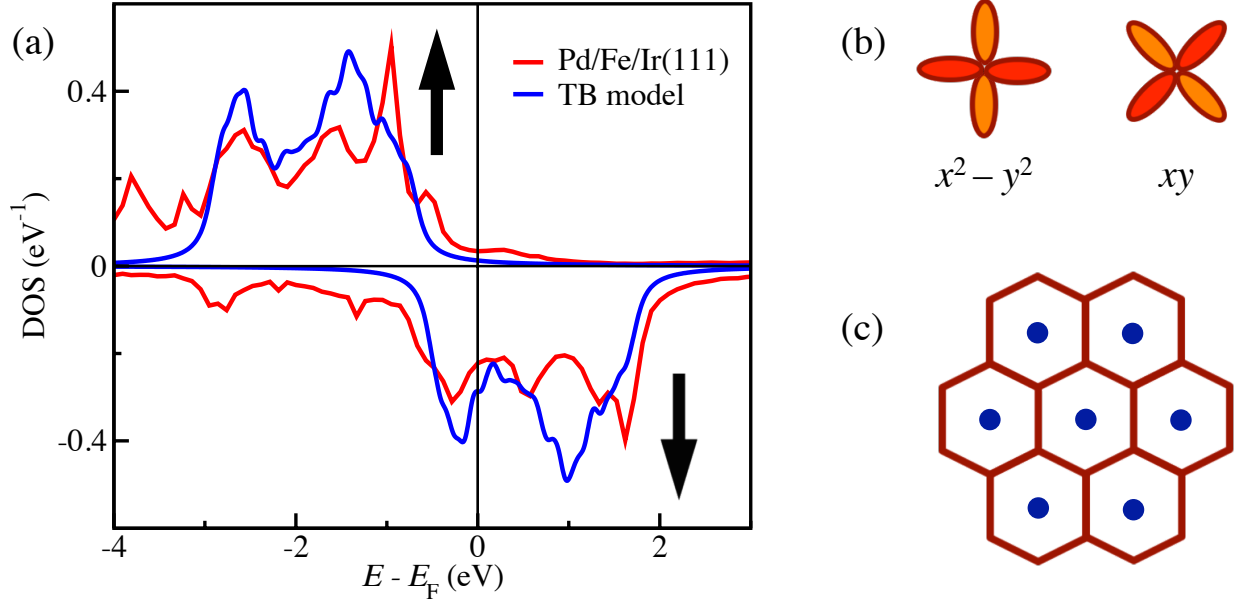 (a)
Pd/Fe/Ir(111)
TB model
0.4
0
-0.4
DOS (eV⁻¹)
-4
-2
0
2
E - E_F (eV)
(b)
x² – y²
xy
(c)